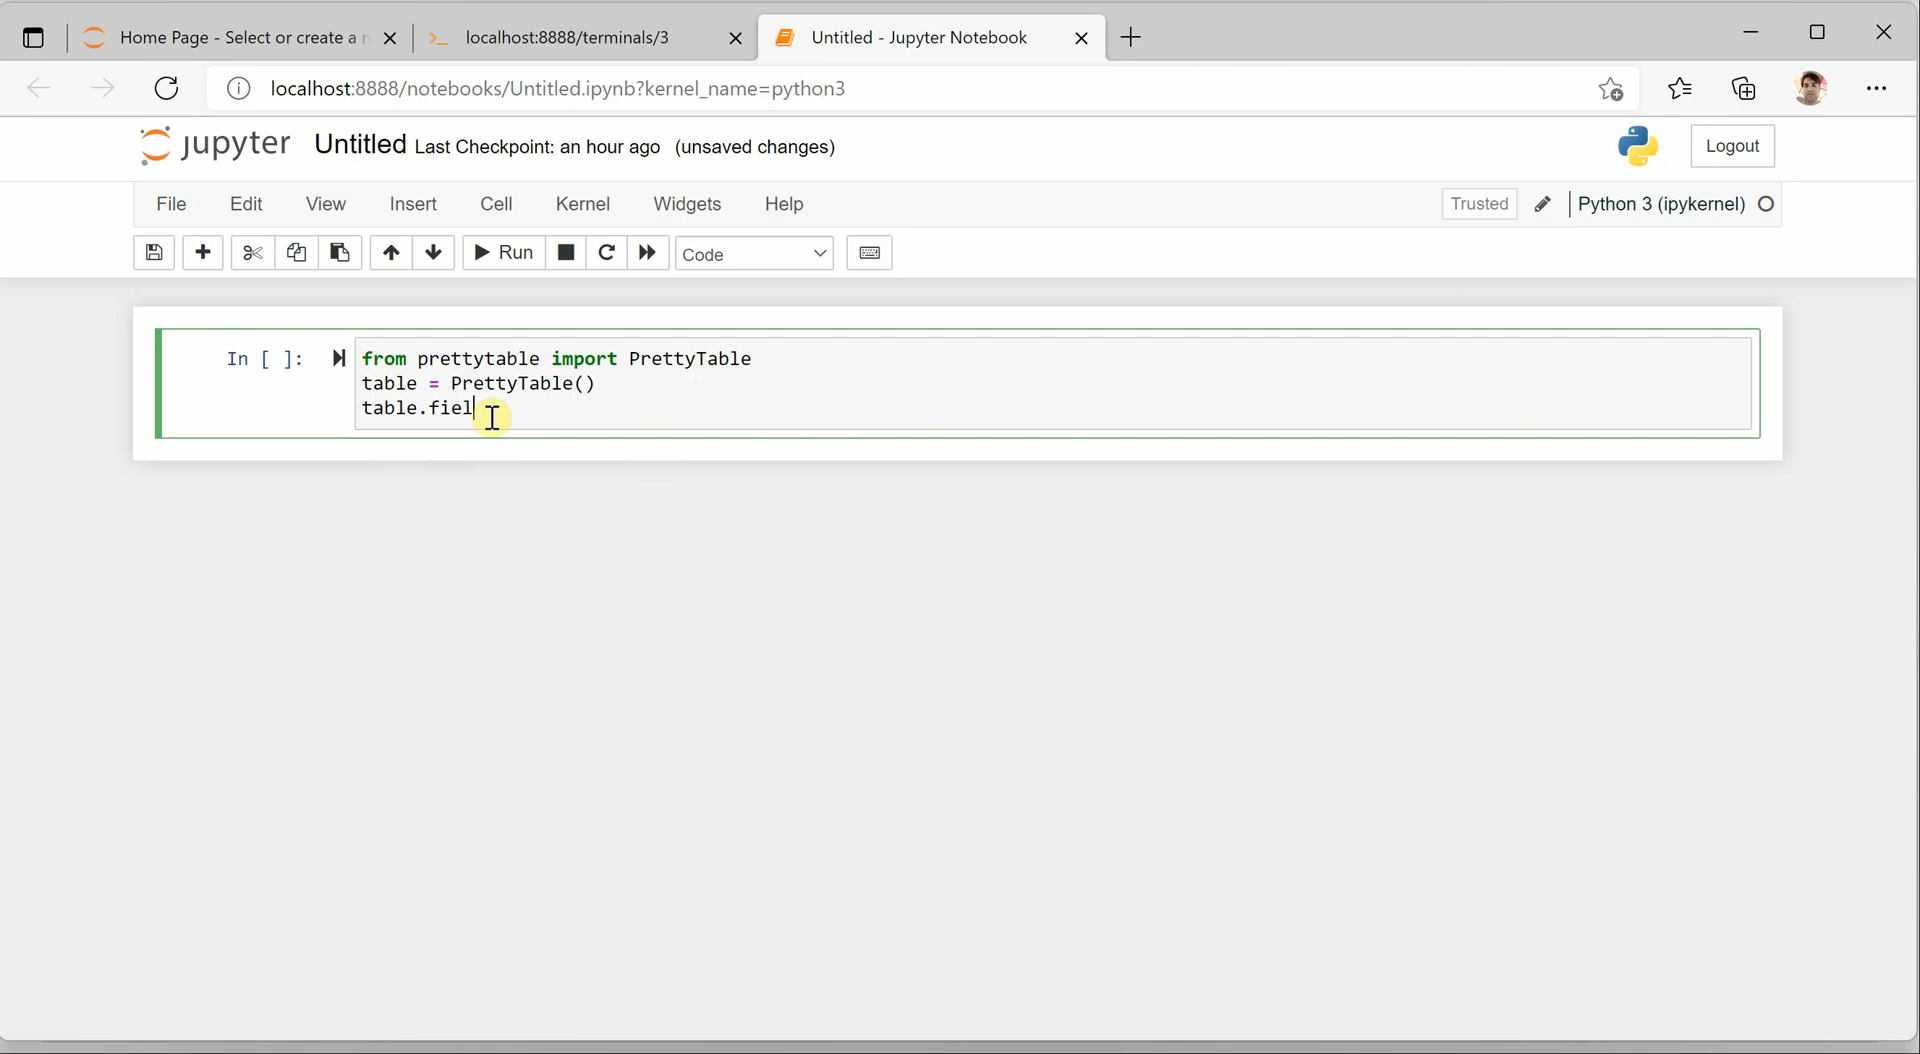 Home Page - Select or create a n
localhost:8888/terminals/3
Untitled - Jupyter Notebook
localhost:8888/notebooks/Untitled.ipynb?kernel_name=python3
jupyter Untitled Last Checkpoint: an hour ago (unsaved changes)
Logout
File Edit View Insert Cell Kernel Widgets Help
Trusted Python 3 (ipykernel)
Run Code
In [ ]: from prettytable import PrettyTable
table = PrettyTable()
table.fiel